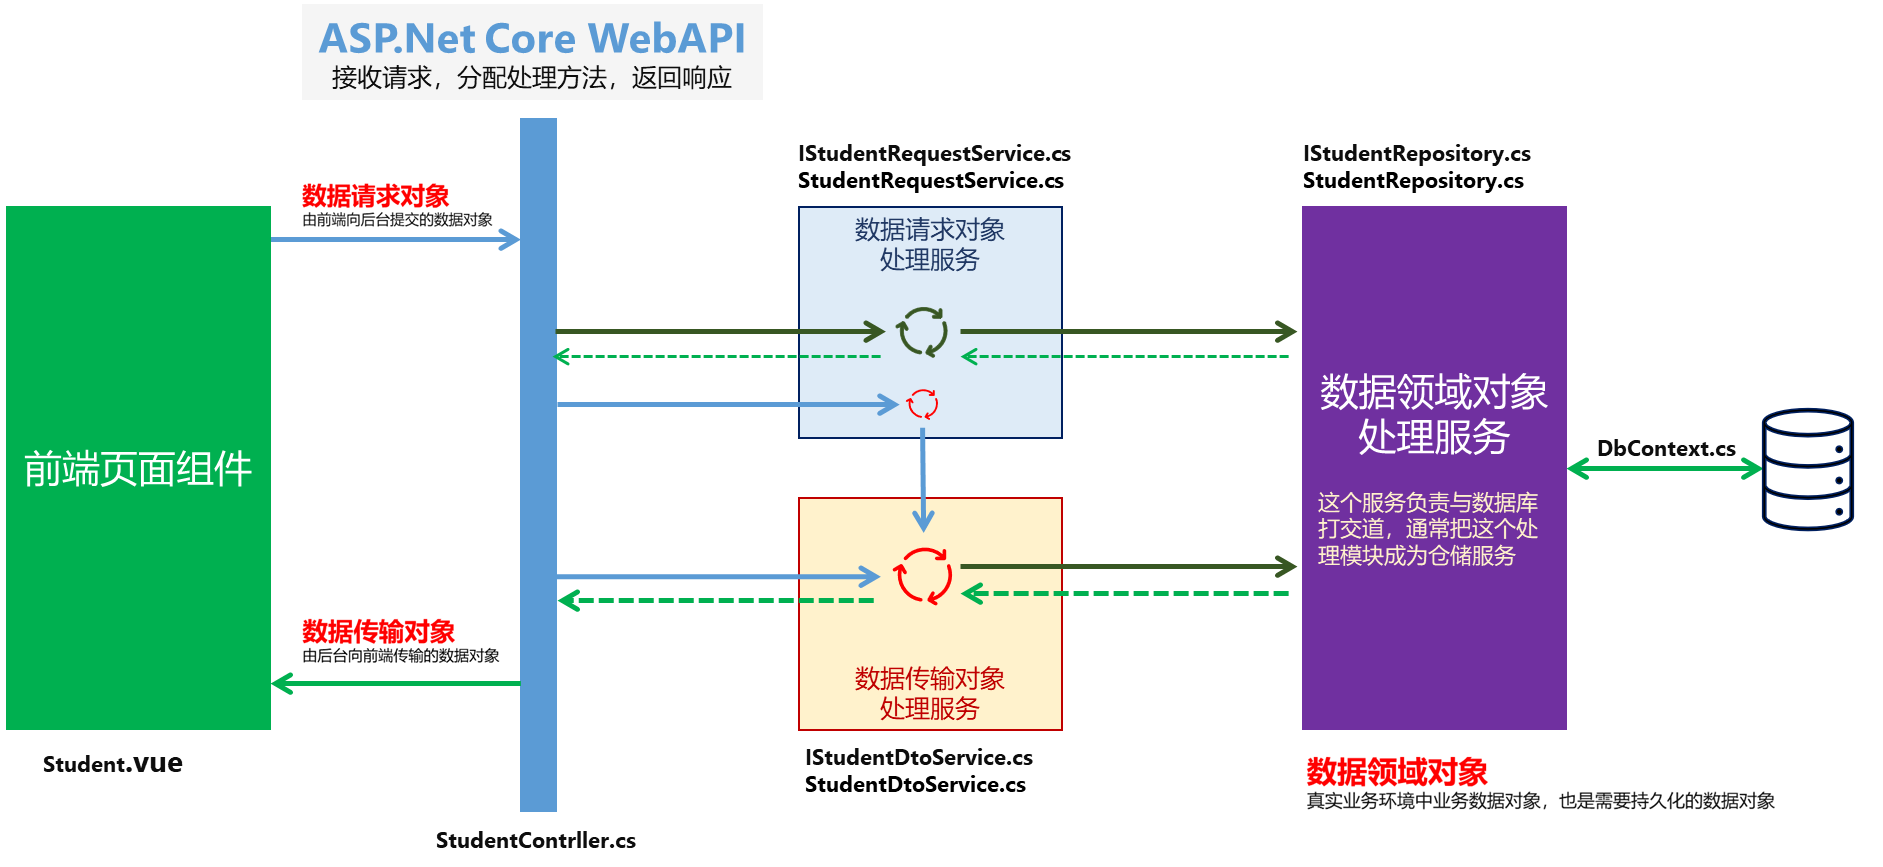 ASP.Net Core WebAPI
接收请求，分配处理方法，返回响应
数据请求对象
由前端向后台提交的数据对象
IStudentRequestService.cs
StudentRequestService.cs
IStudentRepository.cs
StudentRepository.cs
数据请求对象
处理服务
前端页面组件
数据领域对象
处理服务
这个服务负责与数据库
打交道，通常把这个处
理模块成为仓储服务
DbContext.cs
数据传输对象
由后台向前端传输的数据对象
数据传输对象
处理服务
Student.vue
IStudentDtoService.cs
StudentDtoService.cs
数据领域对象
真实业务环境中业务数据对象，也是需要持久化的数据对象
StudentContrller.cs